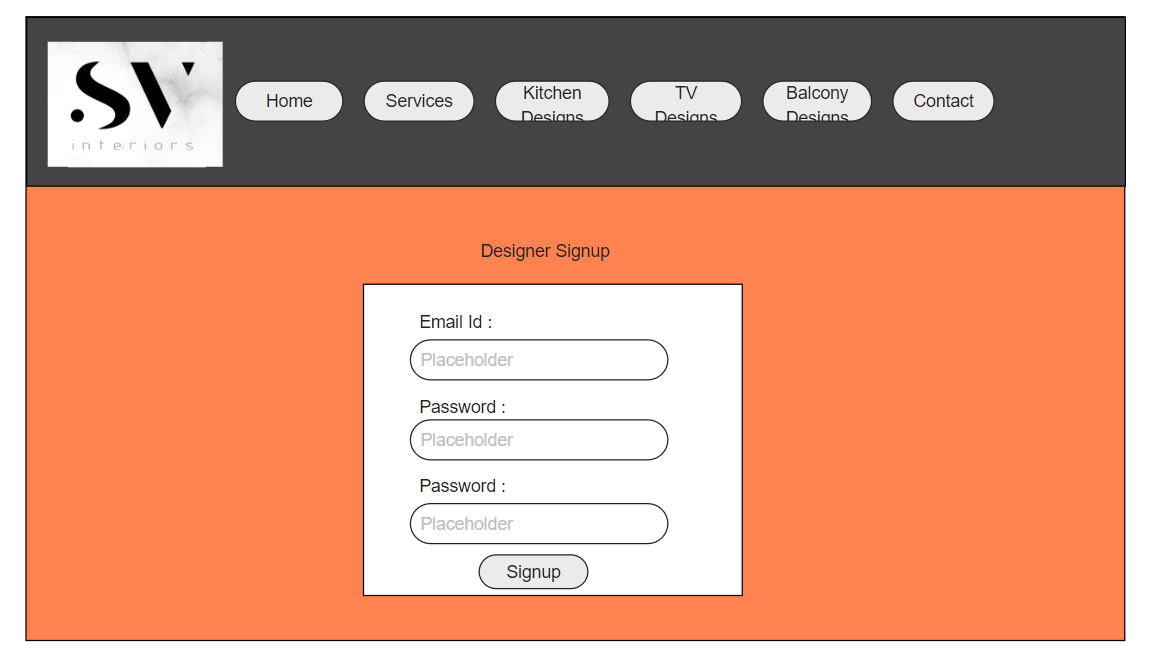 .SV
interiors
Home
Services
Kitchen
Designs
TV
Designs
Balcony
Designs
Contact
Designer Signup
Email Id :
Placeholder
Password :
Placeholder
Password :
Placeholder
Signup